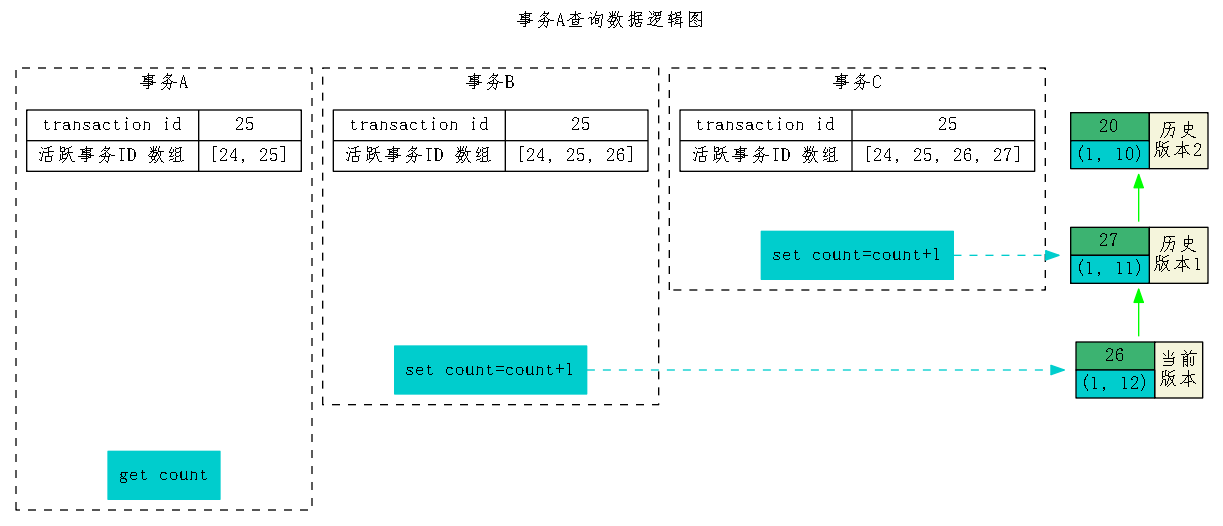 事务A查询数据逻辑图
事务A
transaction id 25
活跃事务ID 数组 [24, 25]
get count
事务B
transaction id 25
活跃事务ID 数组 [24, 25, 26]
set count=count+1
事务C
transaction id 25
活跃事务ID 数组 [24, 25, 26, 27]
set count=count+1
20
(1, 10)
历史
版本2
27
(1, 11)
历史
版本1
26
(1, 12)
当前
版本